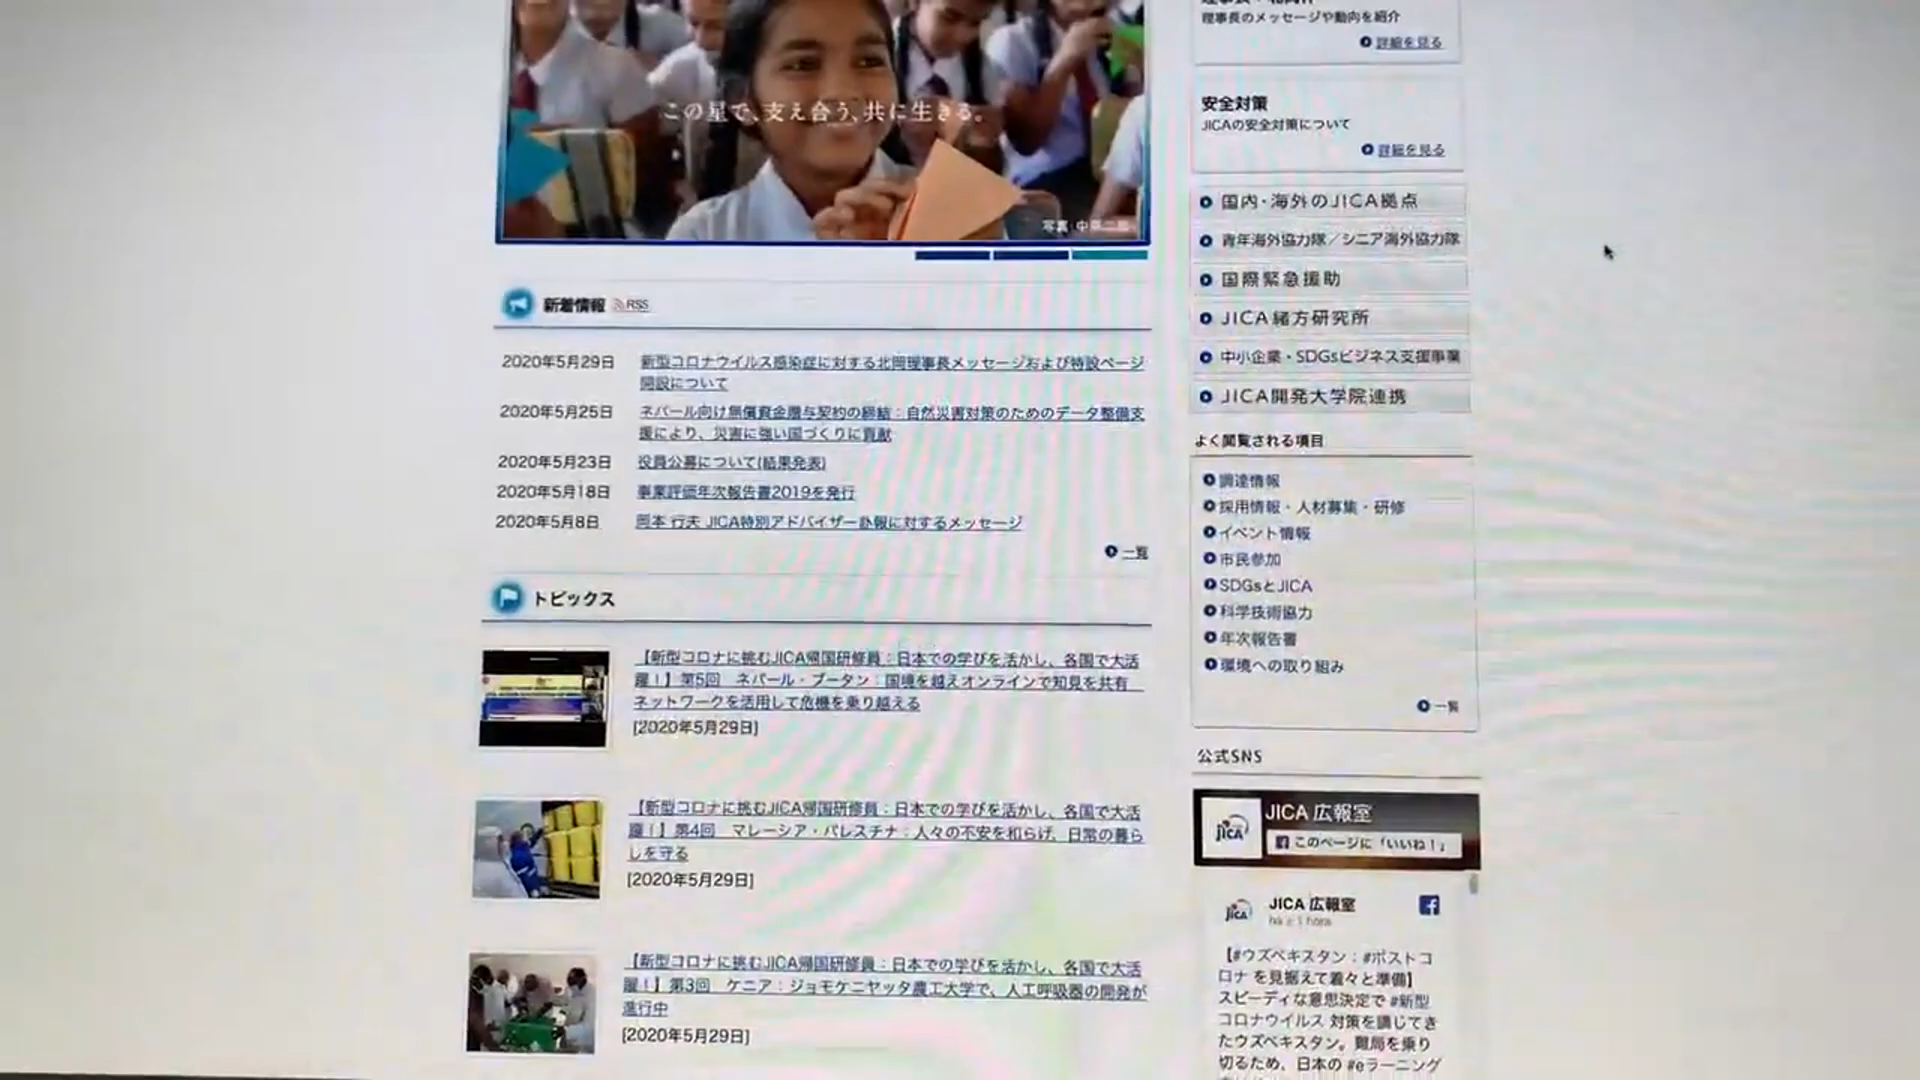 この星で、支え合う、共に生きる。
新着情報 RSS
2020年5月29日 新型コロナウイルス感染症に対する北岡理事長メッセージおよび特設ページ
開設について
2020年5月25日 ネパール向け無償資金贈与契約の締結:自然災害対策のためのデータ整備支
援により、災害に強い国づくりに貢献
2020年5月23日 役員公募について(結果発表)
2020年5月18日 事業評価年次報告書2019を発行
2020年5月8日 岡本 行夫 JICA特別アドバイザー訃報に対するメッセージ
一覧
トピックス
【新型コロナに挑むJICA帰国研修員:日本での学びを活かし、各国で大活
躍!】第5回 ネパール・ブータン:国境を越えオンラインで知見を共有
ネットワークを活用して危機を乗り越える
[2020年5月29日]
【新型コロナに挑むJICA帰国研修員:日本での学びを活かし、各国で大活
躍!】第4回 マレーシア・パレスチナ:人々の不安を和らげ、日常の暮ら
しを守る
[2020年5月29日]
【新型コロナに挑むJICA帰国研修員:日本での学びを活かし、各国で大活
躍!】第3回 ケニア:ジョモケニヤッタ農工大学で、人工呼吸器の開発が
進行中
[2020年5月29日]
理事長のメッセージや動向を紹介
詳細を見る
安全対策
JICAの安全対策について
詳細を見る
国内・海外のJICA拠点
青年海外協力隊／シニア海外協力隊
国際緊急援助
JICA緒方研究所
中小企業・SDGsビジネス支援事業
JICA開発大学院連携
よく閲覧される項目
調達情報
採用情報・人材募集・研修
イベント情報
市民参加
SDGsとJICA
科学技術協力
年次報告書
環境への取り組み
一覧
公式SNS
JICA
JICA 広報室
このページに「いいね!」
JICA
JICA 広報室
há ± 1 hora
【#ウズベキスタン:#ポストコ
ロナ を見据えて着々と準備】
スピーディな意思決定で #新型
コロナウイルス 対策を講じてき
たウズベキスタン。難局を乗り
切るため、日本の #eラーニング